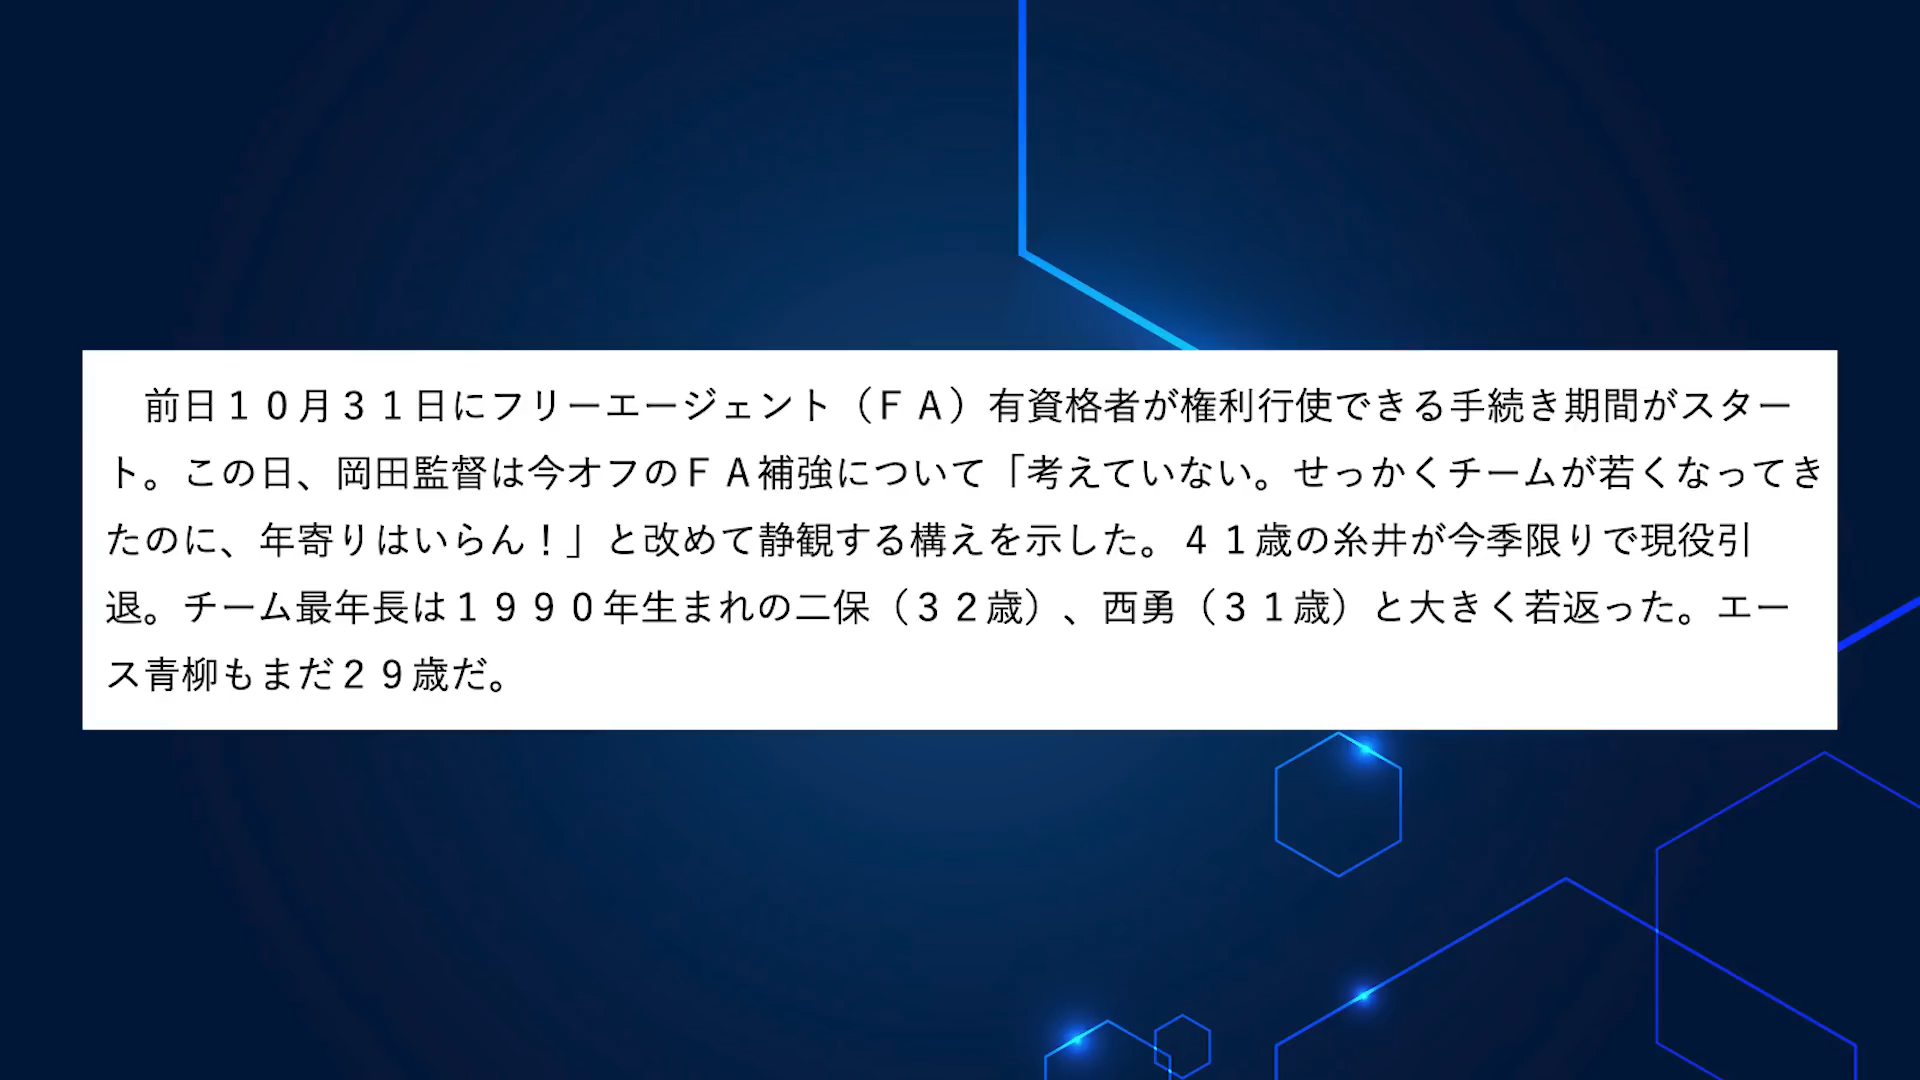 前日１０月３１日にフリーエージェント（ＦＡ）有資格者が権利行使できる手続き期間がスター
ト。この日、岡田監督は今オフのＦＡ補強について「考えていない。せっかくチームが若くなってき
たのに、年寄りはいらん！」と改めて静観する構えを示した。４１歳の糸井が今季限りで現役引
退。チーム最年長は１９９０年生まれの二保（３２歳）、西勇（３１歳）と大きく若返った。エー
ス青柳もまだ２９歳だ。